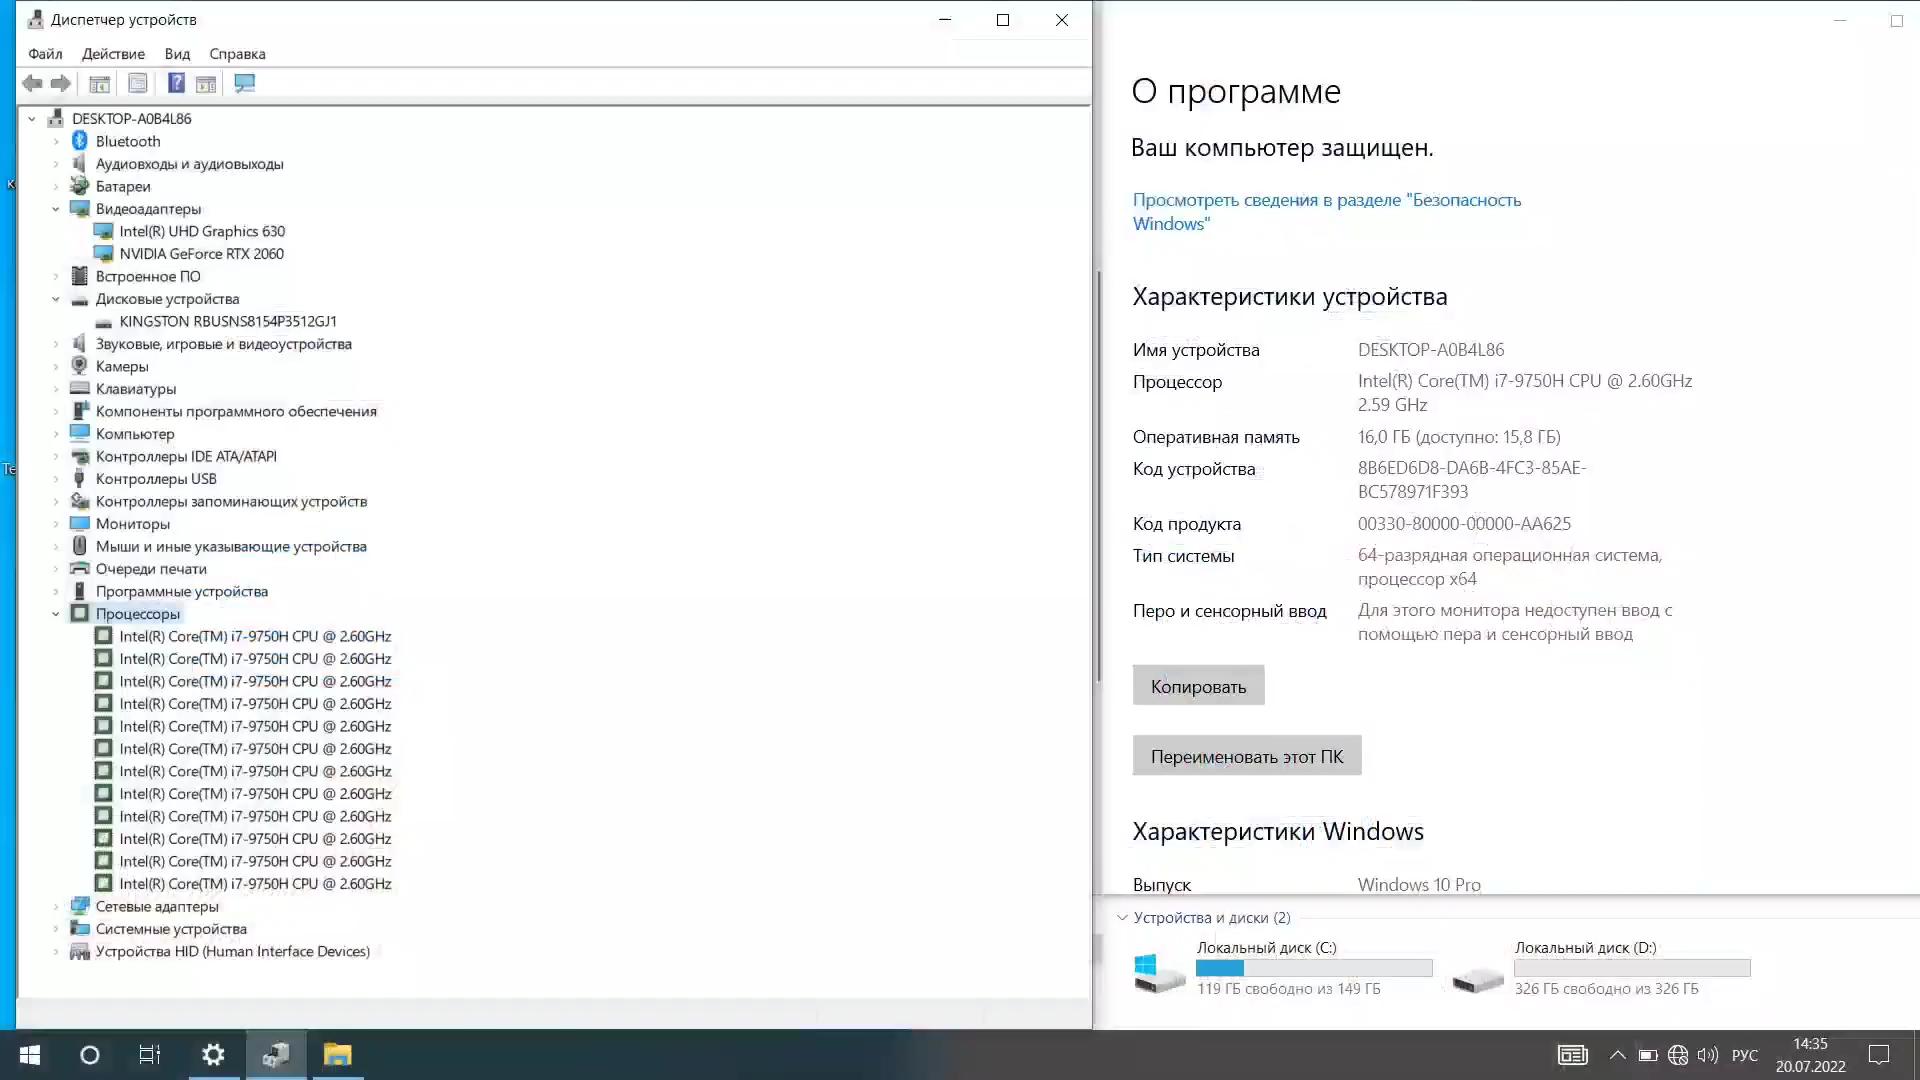 Диспетчер устройств
Файл Действие Вид Справка
DESKTOP-A0B4L86
Bluetooth
Аудиовходы и аудиовыходы
Батареи
Видеоадаптеры
Intel(R) UHD Graphics 630
NVIDIA GeForce RTX 2060
Встроенное ПО
Дисковые устройства
KINGSTON RBUSNS8154P3512GJ1
Звуковые, игровые и видеоустройства
Камеры
Клавиатуры
Компоненты программного обеспечения
Компьютер
Контроллеры IDE ATA/ATAPI
Контроллеры USB
Контроллеры запоминающих устройств
Мониторы
Мыши и иные указывающие устройства
Очереди печати
Программные устройства
Процессоры
Intel(R) Core(TM) i7-9750H CPU @ 2.60GHz
Intel(R) Core(TM) i7-9750H CPU @ 2.60GHz
Intel(R) Core(TM) i7-9750H CPU @ 2.60GHz
Intel(R) Core(TM) i7-9750H CPU @ 2.60GHz
Intel(R) Core(TM) i7-9750H CPU @ 2.60GHz
Intel(R) Core(TM) i7-9750H CPU @ 2.60GHz
Intel(R) Core(TM) i7-9750H CPU @ 2.60GHz
Intel(R) Core(TM) i7-9750H CPU @ 2.60GHz
Intel(R) Core(TM) i7-9750H CPU @ 2.60GHz
Intel(R) Core(TM) i7-9750H CPU @ 2.60GHz
Intel(R) Core(TM) i7-9750H CPU @ 2.60GHz
Intel(R) Core(TM) i7-9750H CPU @ 2.60GHz
Сетевые адаптеры
Системные устройства
Устройства HID (Human Interface Devices)
О программе
Ваш компьютер защищен.
Просмотреть сведения в разделе "Безопасность
Windows"
Характеристики устройства
Имя устройства DESKTOP-A0B4L86
Процессор Intel(R) Core(TM) i7-9750H CPU @ 2.60GHz
2.59 GHz
Оперативная память 16,0 ГБ (доступно: 15,8 ГБ)
Код устройства 8B6ED6D8-DA6B-4FC3-85AE-
BC578971F393
Код продукта 00330-80000-00000-AA625
Тип системы 64-разрядная операционная система,
процессор x64
Перо и сенсорный ввод Для этого монитора недоступен ввод с
помощью пера и сенсорный ввод
Копировать
Переименовать этот ПК
Характеристики Windows
Выпуск Windows 10 Pro
Устройства и диски (2)
Локальный диск (C:) Локальный диск (D:)
119 ГБ свободно из 149 ГБ 326 ГБ свободно из 326 ГБ
РУС
14:35
20.07.2022